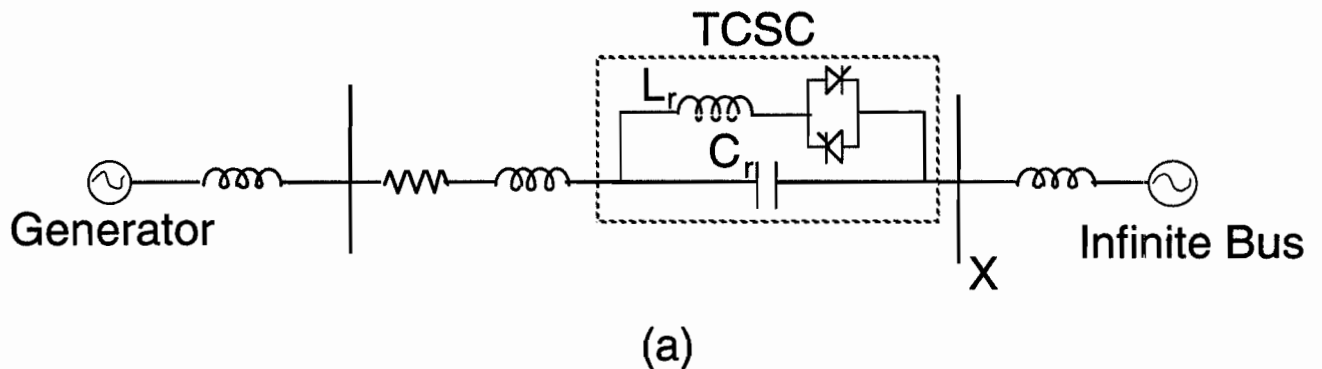 TCSC
Lr
Cr
Generator
Infinite Bus
X
(a)